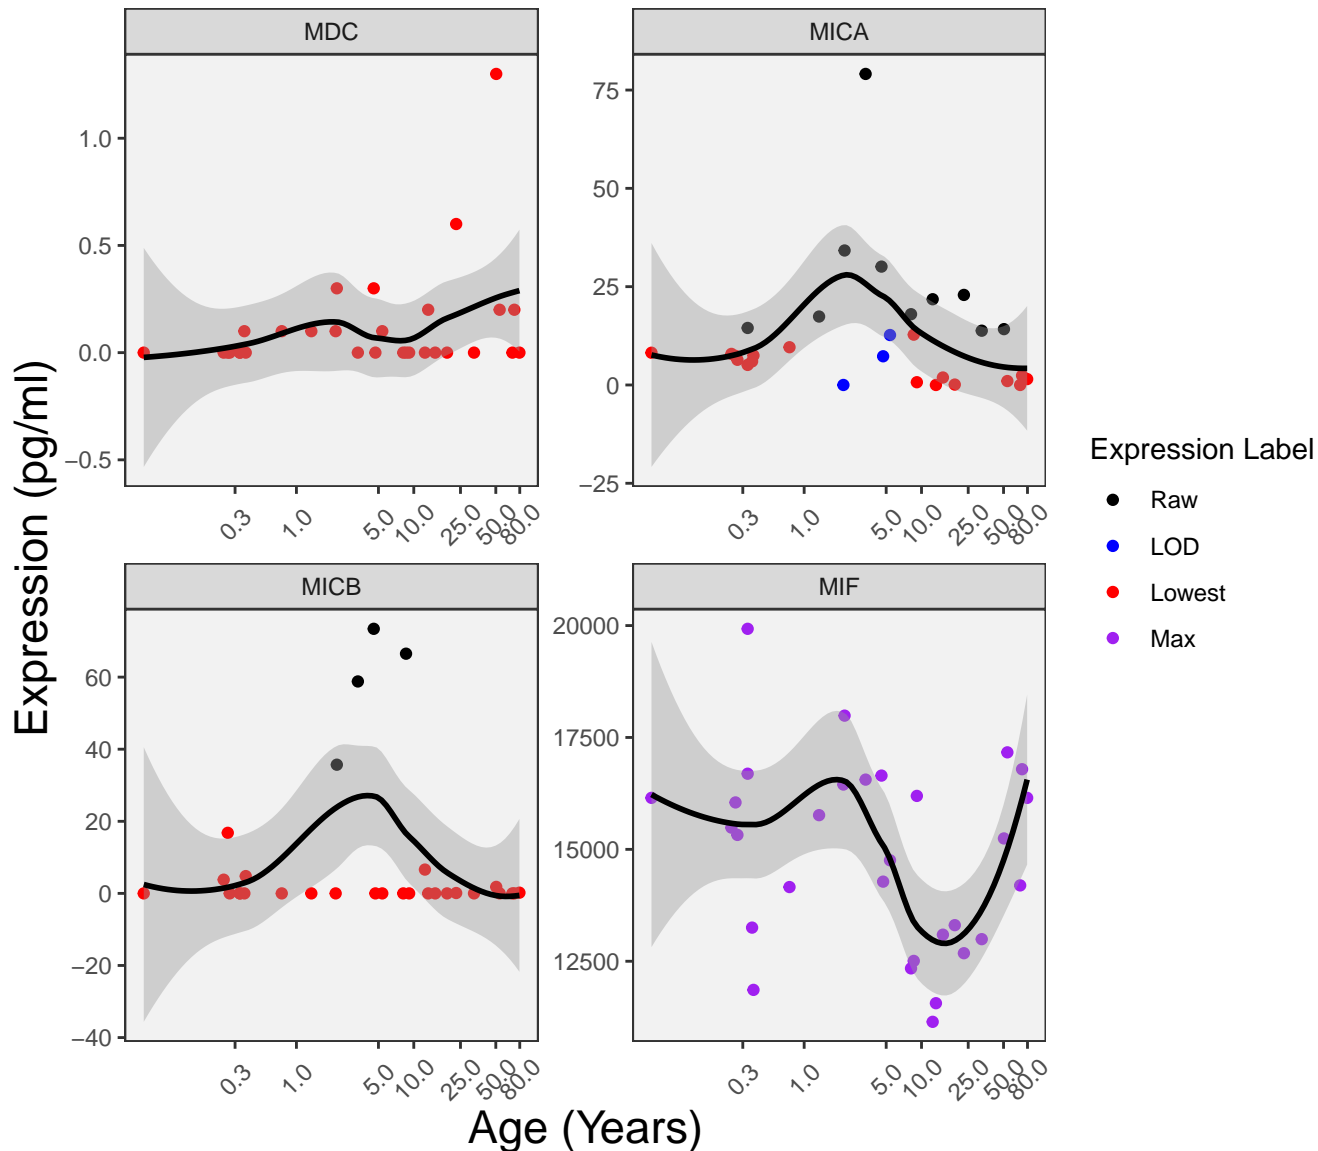 MDC
MICA
1.0
0.5
0.0
−0.5
75
50
25
0
−25
0.3 1.0 5.0 10.0 25.0 50.0 80.0
0.3 1.0 5.0 10.0 25.0 50.0 80.0
MICB
MIF
60
40
20
0
−20
−40
20000
17500
15000
12500
0.3 1.0 5.0 10.0 25.0 50.0 80.0
0.3 1.0 5.0 10.0 25.0 50.0 80.0
Expression (pg/ml)
Age (Years)
Expression Label
Raw
LOD
Lowest
Max